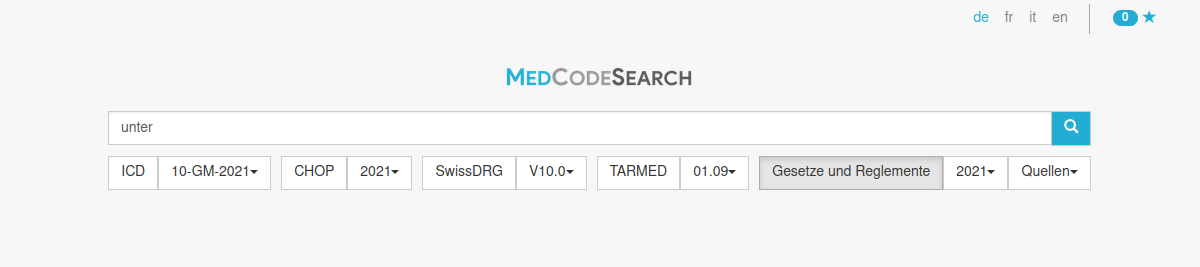 de fr it en 0
MEDCODESEARCH
unter
ICD 10-GM-2021 CHOP 2021 SwissDRG V10.0 TARMED 01.09 Gesetze und Reglemente 2021 Quellen